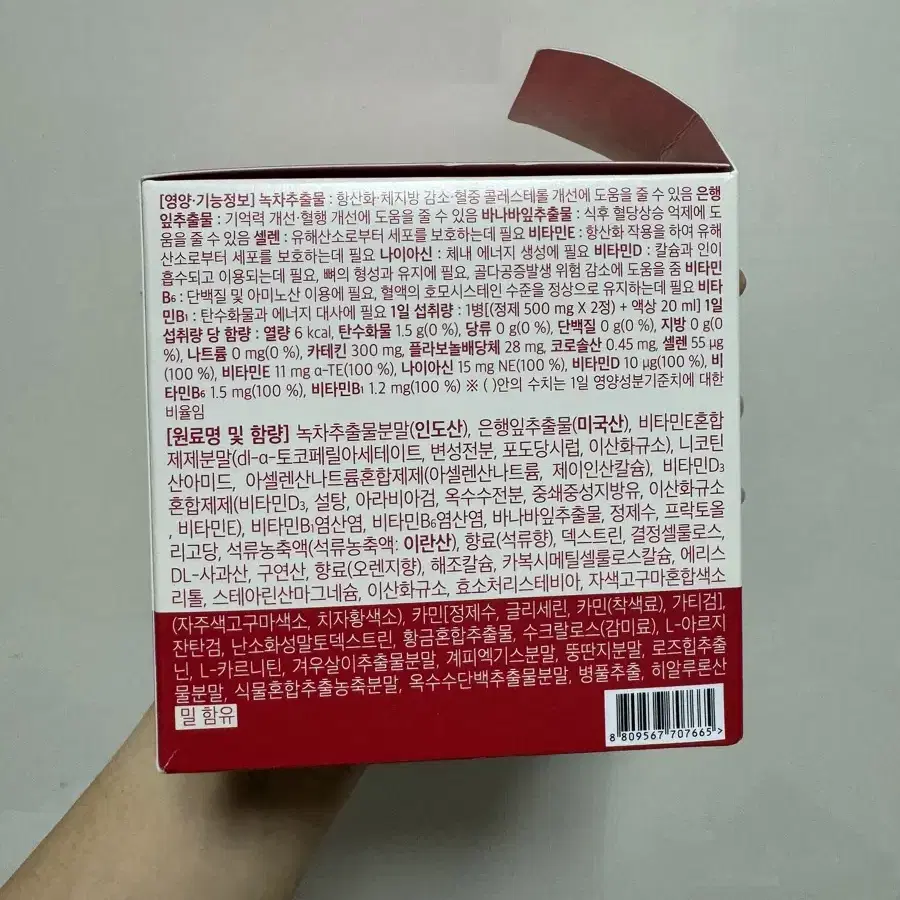 [영양·기능정보] 녹차추출물 : 항산화·체지방 감소·혈중 콜레스테롤 개선에 도움을 줄 수 있음 은행
잎추출물 : 기억력 개선·혈행 개선에 도움을 줄 수 있음 바나바잎추출물 : 식후 혈당상승 억제에 도
움을 줄 수 있음 셀렌 : 유해산소로부터 세포를 보호하는데 필요 비타민E : 항산화 작용을 하여 유해
산소로부터 세포를 보호하는데 필요 나이아신 : 체내 에너지 생성에 필요 비타민D : 칼슘과 인이
흡수되고 이용되는데 필요, 뼈의 형성과 유지에 필요, 골다공증발생 위험 감소에 도움을 줌 비타민
B₆ : 단백질 및 아미노산 이용에 필요, 혈액의 호모시스테인 수준을 정상으로 유지하는데 필요 비타
민B₁ : 탄수화물과 에너지 대사에 필요 1일 섭취량 : 1병[(정제 500 mg X 2정) + 액상 20 ml] 1일
섭취량 당 함량 : 열량 6 kcal, 탄수화물 1.5 g(0 %), 당류 0 g(0 %), 단백질 0 g(0 %), 지방 0 g(0
%), 나트륨 0 mg(0 %), 카테킨 300 mg, 플라보놀배당체 28 mg, 코로솔산 0.45 mg, 셀렌 55 µg
(100 %), 비타민E 11 mg α-TE(100 %), 나이아신 15 mg NE(100 %), 비타민D 10 µg(100 %), 비
타민B₆ 1.5 mg(100 %), 비타민B₁ 1.2 mg(100 %) ※ ( )안의 수치는 1일 영양성분기준치에 대한
비율임
[원료명 및 함량] 녹차추출물분말(인도산), 은행잎추출물(미국산), 비타민E혼합
제제분말(dl-α-토코페릴아세테이트, 변성전분, 포도당시럽, 이산화규소), 니코틴
산아미드, 아셀렌산나트륨혼합제제(아셀렌산나트륨, 제이인산칼슘), 비타민D₃
혼합제제(비타민D₃, 설탕, 아라비아검, 옥수수전분, 중쇄중성지방유, 이산화규소
, 비타민E), 비타민B₁염산염, 비타민B₆염산염, 바나바잎추출물, 정제수, 프락토올
리고당, 석류농축액(석류농축액: 이란산), 향료(석류향), 덱스트린, 결정셀룰로스,
DL-사과산, 구연산, 향료(오렌지향), 해조칼슘, 카복시메틸셀룰로스칼슘, 에리스
리톨, 스테아린산마그네슘, 이산화규소, 효소처리스테비아, 자색고구마혼합색소
(자주색고구마색소, 치자황색소), 카민[정제수, 글리세린, 카민(착색료), 가티검],
잔탄검, 난소화성말토덱스트린, 황금혼합추출물, 수크랄로스(감미료), L-아르지
닌, L-카르니틴, 겨우살이추출물분말, 계피엑기스분말, 뚱딴지분말, 로즈힙추출
물분말, 식물혼합추출농축분말, 옥수수단백추출물분말, 병풀추출, 히알루론산
밀 함유
8 809567 707665 >